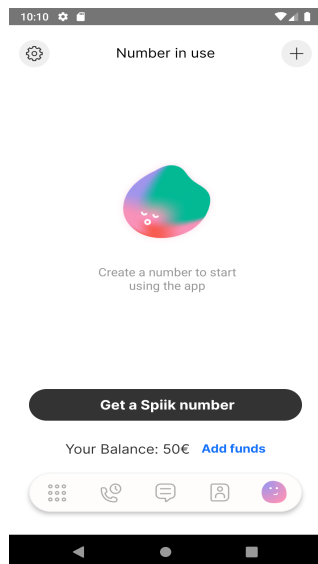 10:10
Number in use
Create a number to start
using the app
Get a Spiik number
Your Balance: 50€ Add funds